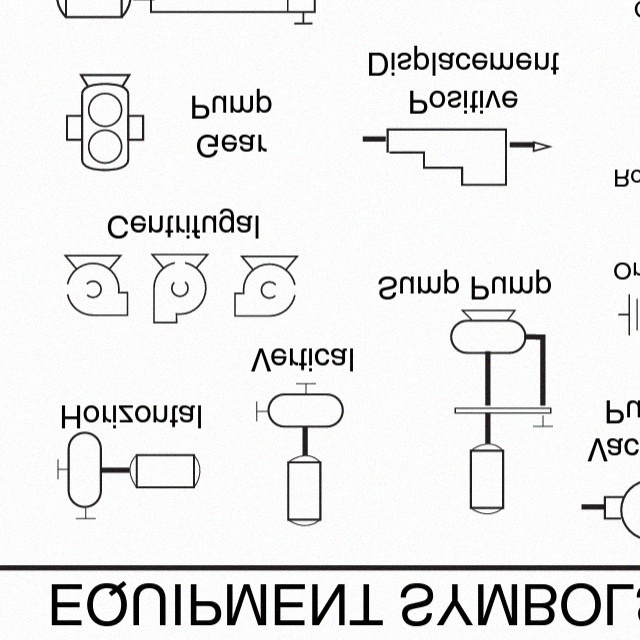 EQUIPMENT SYMBOLS
Horizontal
Vertical
Sump Pump
Centrifugal
Gear
Pump
Positive
Displacement